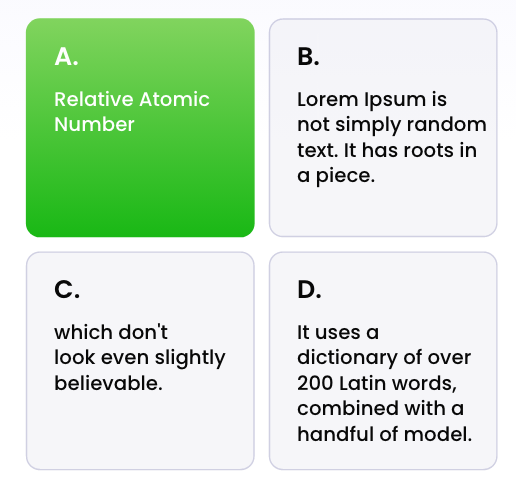 A.
Relative Atomic
Number
B.
Lorem Ipsum is
not simply random
text. It has roots in
a piece.
C.
which don't
look even slightly
believable.
D.
It uses a
dictionary of over
200 Latin words,
combined with a
handful of model.